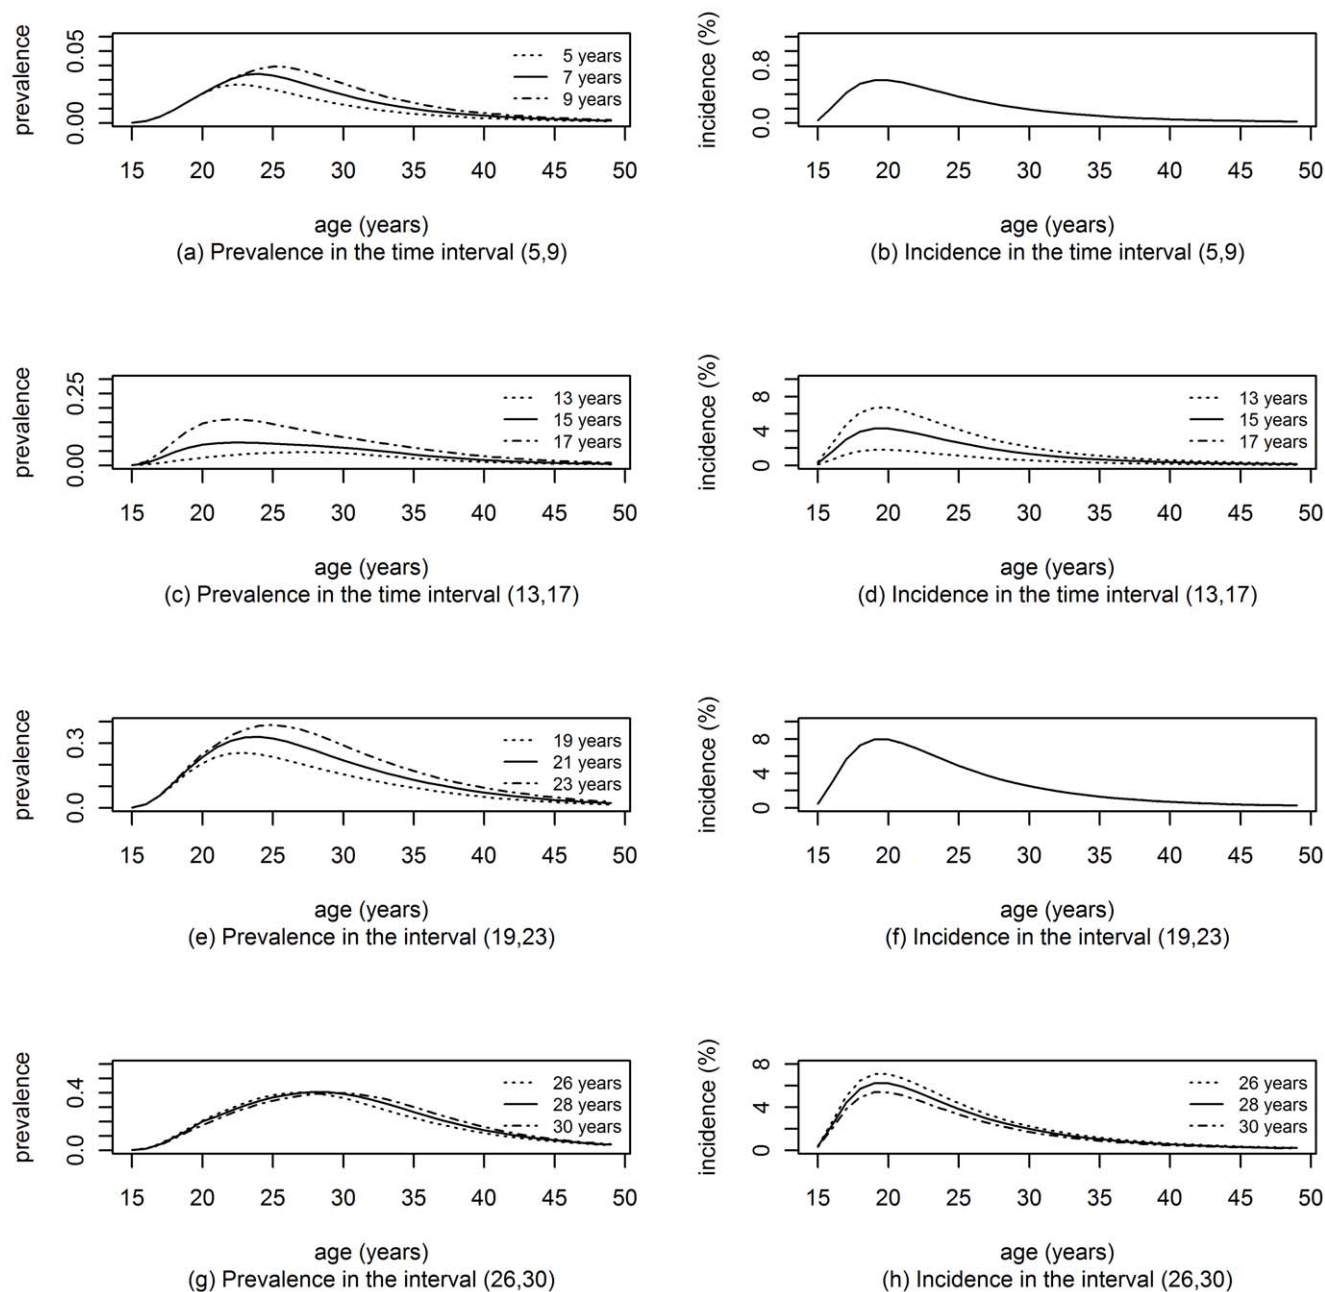 prevalence
0.00 0.05
5 years
7 years
9 years
15 20 25 30 35 40 45 50
age (years)
(a) Prevalence in the time interval (5,9)
incidence (%)
0.0 0.8
15 20 25 30 35 40 45 50
age (years)
(b) Incidence in the time interval (5,9)
prevalence
0.00 0.25
13 years
15 years
17 years
15 20 25 30 35 40 45 50
age (years)
(c) Prevalence in the time interval (13,17)
incidence (%)
0 4 8
13 years
15 years
17 years
15 20 25 30 35 40 45 50
age (years)
(d) Incidence in the time interval (13,17)
prevalence
0.0 0.3
19 years
21 years
23 years
15 20 25 30 35 40 45 50
age (years)
(e) Prevalence in the interval (19,23)
incidence (%)
0 4 8
15 20 25 30 35 40 45 50
age (years)
(f) Incidence in the interval (19,23)
prevalence
0.0 0.4
26 years
28 years
30 years
15 20 25 30 35 40 45 50
age (years)
(g) Prevalence in the interval (26,30)
incidence (%)
0 4 8
26 years
28 years
30 years
15 20 25 30 35 40 45 50
age (years)
(h) Incidence in the interval (26,30)